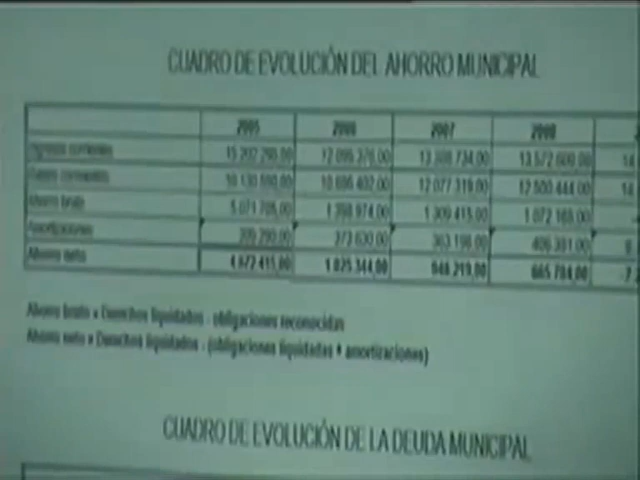 CUADRO DE EVOLUCIÓN DEL AHORRO MUNICIPAL
2005 2006 2007 2008
Ingresos corrientes 15.202.295,00 12.095.376,00 13.386.734,00 13.572.609,00
Gastos corrientes 10.130.590,00 10.696.402,00 12.077.319,00 12.500.444,00
Ahorro bruto 5.071.705,00 1.398.974,00 1.309.415,00 1.072.165,00
Amortizaciones 399.290,00 373.630,00 363.196,00 406.381,00
Ahorro neto 4.672.415,00 1.025.344,00 946.219,00 665.784,00
Ahorro bruto = Derechos liquidados - obligaciones reconocidas
Ahorro neto = Derechos liquidados - (obligaciones liquidadas + amortizaciones)
CUADRO DE EVOLUCIÓN DE LA DEUDA MUNICIPAL